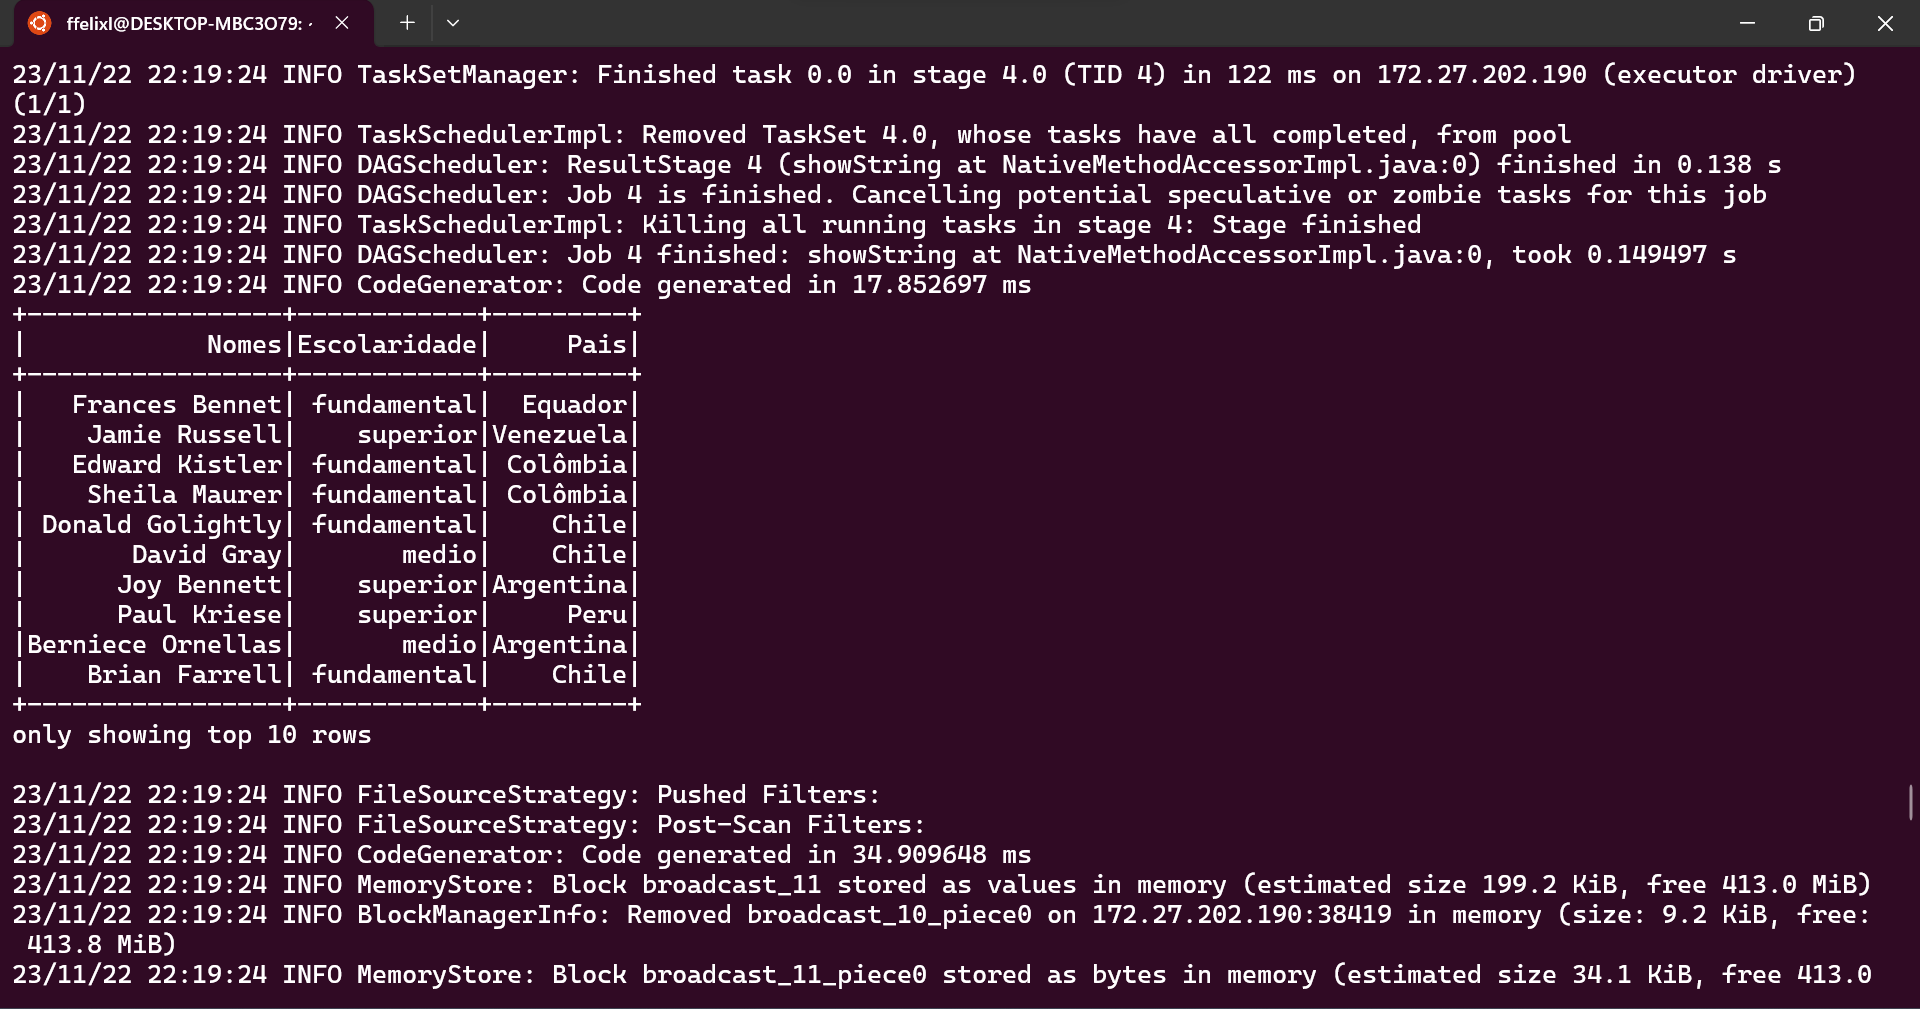 ffelixl@DESKTOP-MBC3O79:
23/11/22 22:19:24 INFO TaskSetManager: Finished task 0.0 in stage 4.0 (TID 4) in 122 ms on 172.27.202.190 (executor driver)
(1/1)
23/11/22 22:19:24 INFO TaskSchedulerImpl: Removed TaskSet 4.0, whose tasks have all completed, from pool
23/11/22 22:19:24 INFO DAGScheduler: ResultStage 4 (showString at NativeMethodAccessorImpl.java:0) finished in 0.138 s
23/11/22 22:19:24 INFO DAGScheduler: Job 4 is finished. Cancelling potential speculative or zombie tasks for this job
23/11/22 22:19:24 INFO TaskSchedulerImpl: Killing all running tasks in stage 4: Stage finished
23/11/22 22:19:24 INFO DAGScheduler: Job 4 finished: showString at NativeMethodAccessorImpl.java:0, took 0.149497 s
23/11/22 22:19:24 INFO CodeGenerator: Code generated in 17.852697 ms
+-----------------+------------+---------+
|            Nomes|Escolaridade|     Pais|
+-----------------+------------+---------+
|   Frances Bennet| fundamental|  Equador|
|    Jamie Russell|    superior|Venezuela|
|   Edward Kistler| fundamental| Colômbia|
|    Sheila Maurer| fundamental| Colômbia|
| Donald Golightly| fundamental|    Chile|
|       David Gray|       medio|    Chile|
|      Joy Bennett|    superior|Argentina|
|      Paul Kriese|    superior|     Peru|
|Berniece Ornellas|       medio|Argentina|
|    Brian Farrell| fundamental|    Chile|
+-----------------+------------+---------+
only showing top 10 rows
23/11/22 22:19:24 INFO FileSourceStrategy: Pushed Filters:
23/11/22 22:19:24 INFO FileSourceStrategy: Post-Scan Filters:
23/11/22 22:19:24 INFO CodeGenerator: Code generated in 34.909648 ms
23/11/22 22:19:24 INFO MemoryStore: Block broadcast_11 stored as values in memory (estimated size 199.2 KiB, free 413.0 MiB)
23/11/22 22:19:24 INFO BlockManagerInfo: Removed broadcast_10_piece0 on 172.27.202.190:38419 in memory (size: 9.2 KiB, free:
 413.8 MiB)
23/11/22 22:19:24 INFO MemoryStore: Block broadcast_11_piece0 stored as bytes in memory (estimated size 34.1 KiB, free 413.0